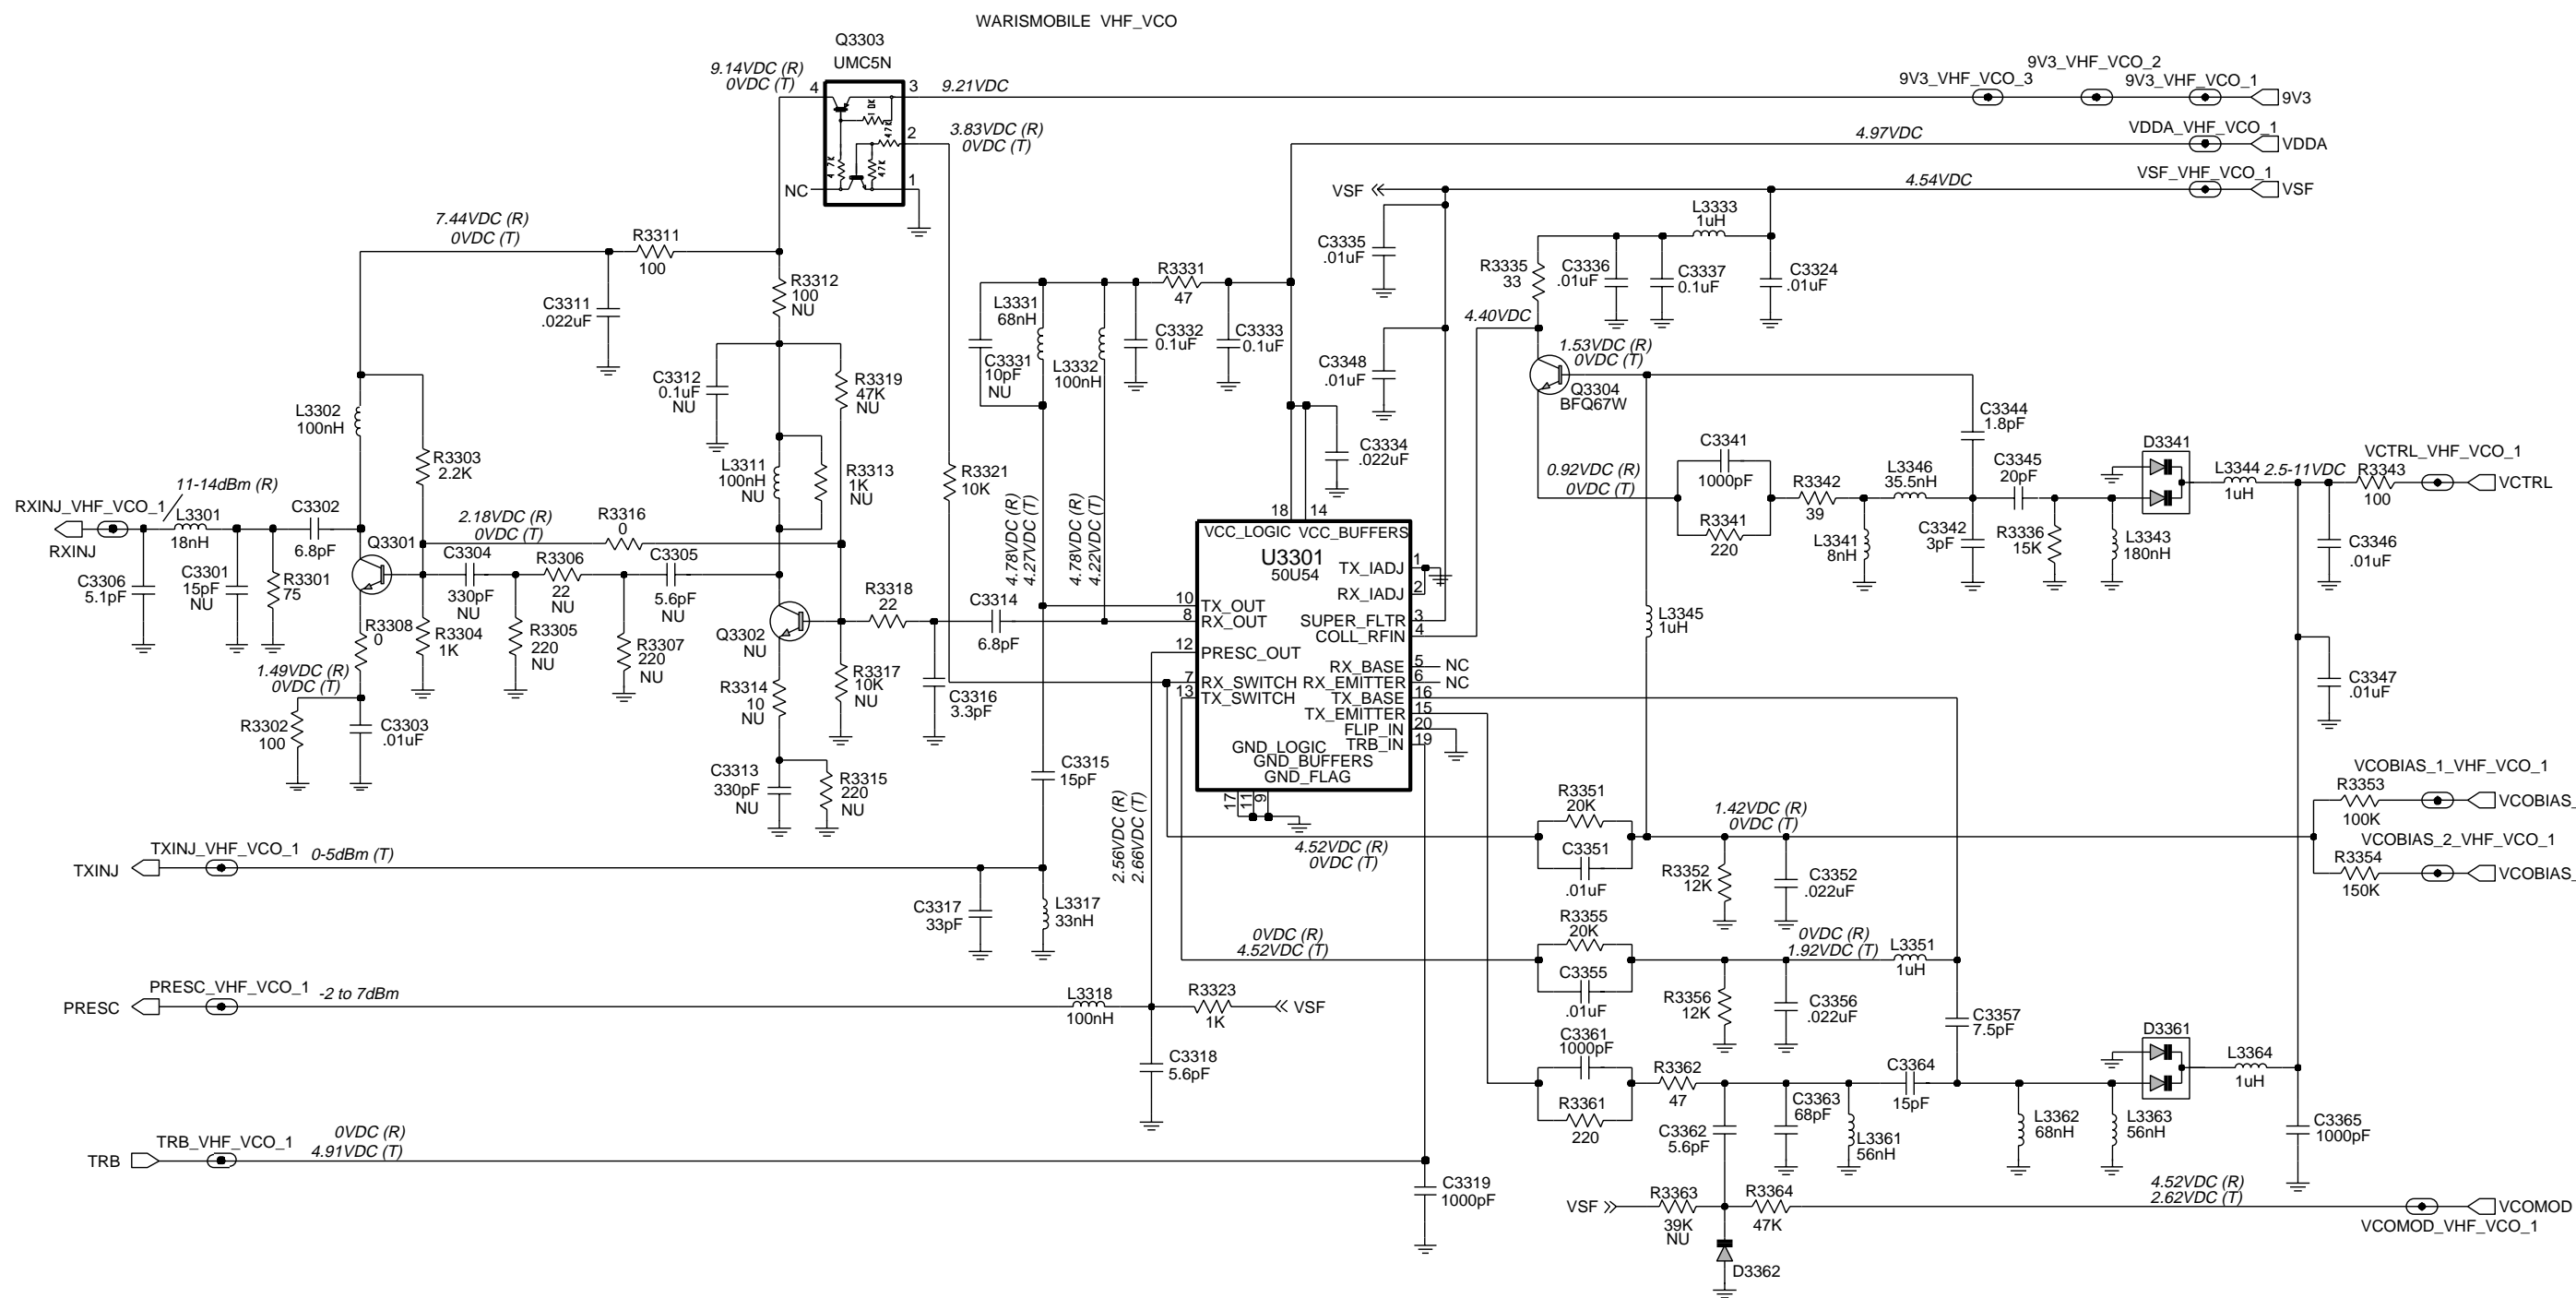 WARISMOBILE VHF_VCO
Q3303
UMC5N
9.14VDC (R)
0VDC (T)
4
3
2
1
10K
47K
4.7K
47K
NC
9.21VDC
3.83VDC (R)
0VDC (T)
9V3_VHF_VCO_3
9V3_VHF_VCO_2
9V3_VHF_VCO_1
9V3
4.97VDC
VDDA_VHF_VCO_1
VDDA
VSF
4.54VDC
VSF_VHF_VCO_1
VSF
7.44VDC (R)
0VDC (T)
R3311
100
C3311
.022uF
R3312
100
NU
C3312
0.1uF
NU
R3319
47K
NU
L3311
100nH
NU
R3313
1K
NU
R3321
10K
L3331
68nH
C3331
10pF
NU
L3332
100nH
R3331
47
C3332
0.1uF
C3333
0.1uF
C3335
.01uF
C3348
.01uF
C3334
.022uF
R3335
33
C3336
.01uF
L3333
1uH
C3337
0.1uF
C3324
.01uF
4.40VDC
1.53VDC (R)
0VDC (T)
Q3304
BFQ67W
0.92VDC (R)
0VDC (T)
C3341
1000pF
R3341
220
R3342
39
L3341
8nH
L3346
35.5nH
C3344
1.8pF
C3342
3pF
C3345
20pF
R3336
15K
L3343
180nH
D3341
L3344
1uH
2.5-11VDC
R3343
100
VCTRL_VHF_VCO_1
VCTRL
C3346
.01uF
C3347
.01uF
L3345
1uH
L3302
100nH
R3303
2.2K
11-14dBm (R)
RXINJ_VHF_VCO_1
RXINJ
L3301
18nH
C3302
6.8pF
C3306
5.1pF
C3301
15pF
NU
R3301
75
Q3301
2.18VDC (R)
0VDC (T)
C3304
330pF
NU
R3316
0
R3306
22
NU
C3305
5.6pF
NU
R3308
0
R3304
1K
R3305
220
NU
R3307
220
NU
1.49VDC (R)
0VDC (T)
R3302
100
C3303
.01uF
Q3302
NU
R3318
22
C3314
6.8pF
R3314
10
NU
R3317
10K
NU
C3316
3.3pF
C3313
330pF
NU
R3315
220
NU
4.78VDC (R)
4.27VDC (T)
4.78VDC (R)
4.22VDC (T)
18
14
VCC_LOGIC
VCC_BUFFERS
U3301
50U54
TX_IADJ
1
RX_IADJ
2
10
TX_OUT
8
RX_OUT
SUPER_FLTR
3
COLL_RFIN
4
12
PRESC_OUT
RX_BASE
5
NC
7
RX_SWITCH
RX_EMITTER
6
NC
13
TX_SWITCH
TX_BASE
16
TX_EMITTER
15
FLIP_IN
20
TRB_IN
19
GND_LOGIC
GND_BUFFERS
GND_FLAG
17
11
9
C3315
15pF
2.56VDC (R)
2.66VDC (T)
TXINJ
TXINJ_VHF_VCO_1
0-5dBm (T)
C3317
33pF
L3317
33nH
4.52VDC (R)
0VDC (T)
R3351
20K
C3351
.01uF
1.42VDC (R)
0VDC (T)
R3352
12K
C3352
.022uF
VCOBIAS_1_VHF_VCO_1
R3353
100K
VCOBIAS_
VCOBIAS_2_VHF_VCO_1
R3354
150K
VCOBIAS_
0VDC (R)
4.52VDC (T)
R3355
20K
C3355
.01uF
0VDC (R)
1.92VDC (T)
L3351
1uH
R3356
12K
C3356
.022uF
C3357
7.5pF
PRESC
PRESC_VHF_VCO_1
-2 to 7dBm
L3318
100nH
R3323
1K
VSF
C3318
5.6pF
C3361
1000pF
R3361
220
R3362
47
C3362
5.6pF
C3363
68pF
L3361
56nH
C3364
15pF
L3362
68nH
L3363
56nH
D3361
L3364
1uH
C3365
1000pF
TRB
TRB_VHF_VCO_1
0VDC (R)
4.91VDC (T)
C3319
1000pF
VSF
R3363
39K
NU
R3364
47K
D3362
4.52VDC (R)
2.62VDC (T)
VCOMOD
VCOMOD_VHF_VCO_1